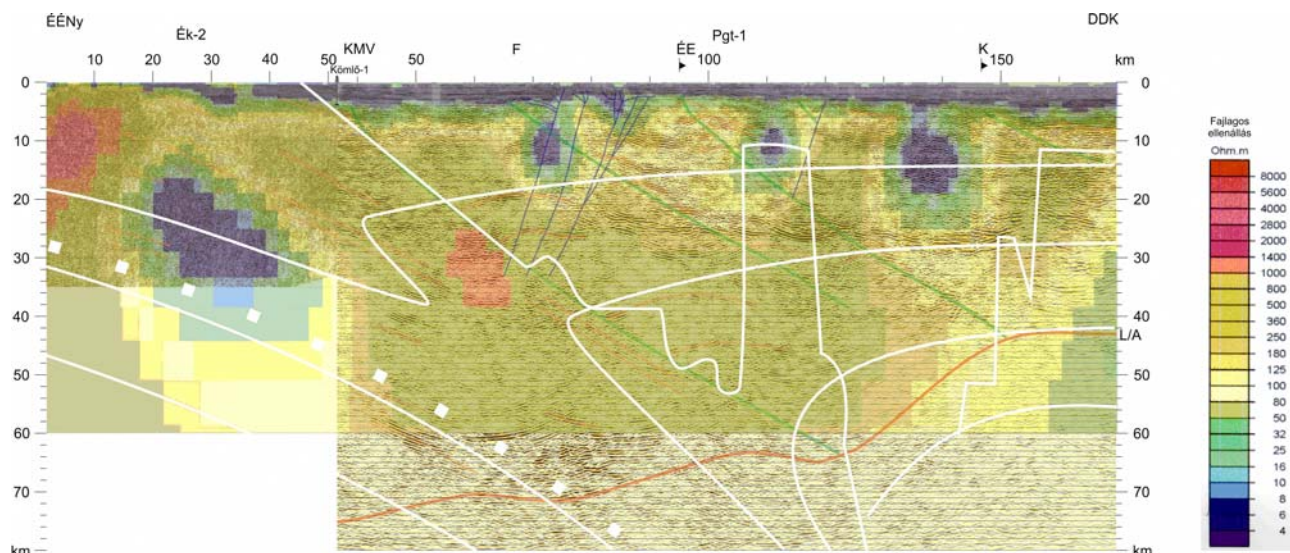 ÉÉNy
DDK
Ék-2
Pgt-1
KMV
F
ÉE
K
10 20 30 40 50
50 100 150 km
Kömlő-1
0
10
20
30
40
50
60
70
km
0
10
20
30
40
L/A
50
60
70
km
Fajlagos
ellenállás
Ohm.m
8000
5600
4000
2800
2000
1400
1000
800
500
360
250
180
125
100
80
50
32
25
16
10
8
6
4